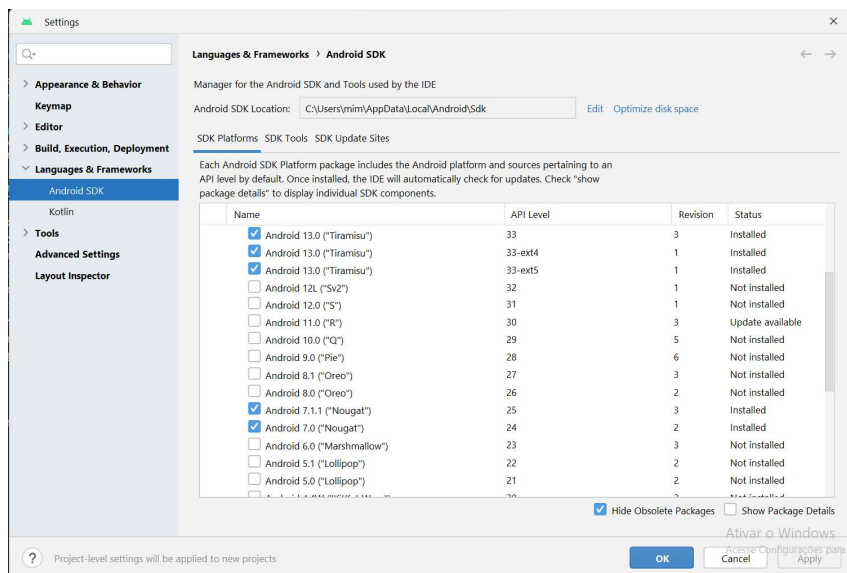 Settings
Languages & Frameworks > Android SDK
Appearance & Behavior
Keymap
Editor
Build, Execution, Deployment
Languages & Frameworks
Android SDK
Kotlin
Tools
Advanced Settings
Layout Inspector
Manager for the Android SDK and Tools used by the IDE
Android SDK Location: C:\Users\mim\AppData\Local\Android\Sdk Edit Optimize disk space
SDK Platforms SDK Tools SDK Update Sites
Each Android SDK Platform package includes the Android platform and sources pertaining to an
API level by default. Once installed, the IDE will automatically check for updates. Check "show
package details" to display individual SDK components.
Name API Level Revision Status
Android 13.0 ("Tiramisu") 33 3 Installed
Android 13.0 ("Tiramisu") 33-ext4 1 Installed
Android 13.0 ("Tiramisu") 33-ext5 1 Installed
Android 12L ("Sv2") 32 1 Not installed
Android 12.0 ("S") 31 1 Not installed
Android 11.0 ("R") 30 3 Update available
Android 10.0 ("Q") 29 5 Not installed
Android 9.0 ("Pie") 28 6 Not installed
Android 8.1 ("Oreo") 27 3 Not installed
Android 8.0 ("Oreo") 26 2 Not installed
Android 7.1.1 ("Nougat") 25 3 Installed
Android 7.0 ("Nougat") 24 2 Installed
Android 6.0 ("Marshmallow") 23 3 Not installed
Android 5.1 ("Lollipop") 22 2 Not installed
Android 5.0 ("Lollipop") 21 2 Not installed
Hide Obsolete Packages Show Package Details
Ativar o Windows
Acesse Configurações para
? Project-level settings will be applied to new projects
OK Cancel Apply